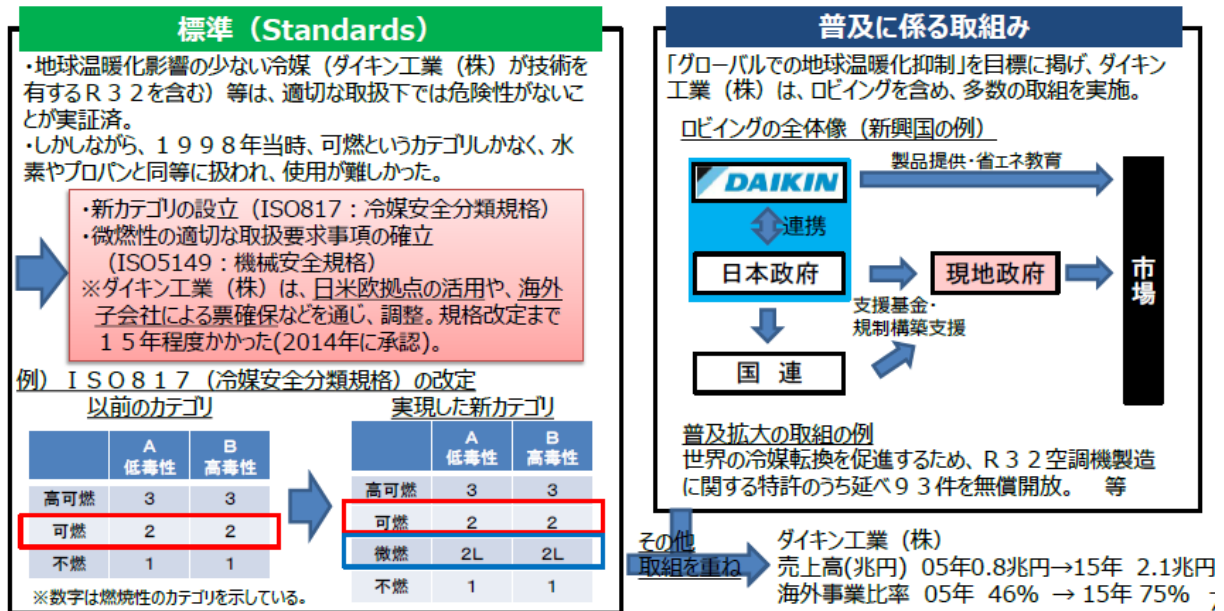 標準（Standards）
・地球温暖化影響の少ない冷媒（ダイキン工業（株）が技術を
有するＲ３２を含む）等は、適切な取扱下では危険性がないこ
とが実証済。
・しかしながら、１９９８年当時、可燃というカテゴリしかなく、水
素やプロパンと同等に扱われ、使用が難しかった。
・新カテゴリの設立（ISO817：冷媒安全分類規格）
・微燃性の適切な取扱要求事項の確立
（ISO5149：機械安全規格）
※ダイキン工業（株）は、日米欧拠点の活用や、海外
子会社による票確保などを通じ、調整。規格改定まで
１５年程度かかった(2014年に承認)。
例）ＩＳＯ８１７（冷媒安全分類規格）の改定
以前のカテゴリ
A B
低毒性 高毒性
高可燃 3 3
可燃 2 2
不燃 1 1
※数字は燃焼性のカテゴリを示している。
実現した新カテゴリ
A B
低毒性 高毒性
高可燃 3 3
可燃 2 2
微燃 2L 2L
不燃 1 1
普及に係る取組み
「グローバルでの地球温暖化抑制」を目標に掲げ、ダイキン
工業（株）は、ロビイングを含め、多数の取組を実施。
ロビイングの全体像（新興国の例）
製品提供・省エネ教育
DAIKIN
連携
日本政府
現地政府
市場
支援基金・
規制構築支援
国 連
普及拡大の取組の例
世界の冷媒転換を促進するため、Ｒ３２空調機製造
に関する特許のうち延べ９３件を無償開放。 等
その他
取組を重ね
ダイキン工業（株）
売上高(兆円) 05年0.8兆円→15年 2.1兆円
海外事業比率 05年 46% → 15年 75%